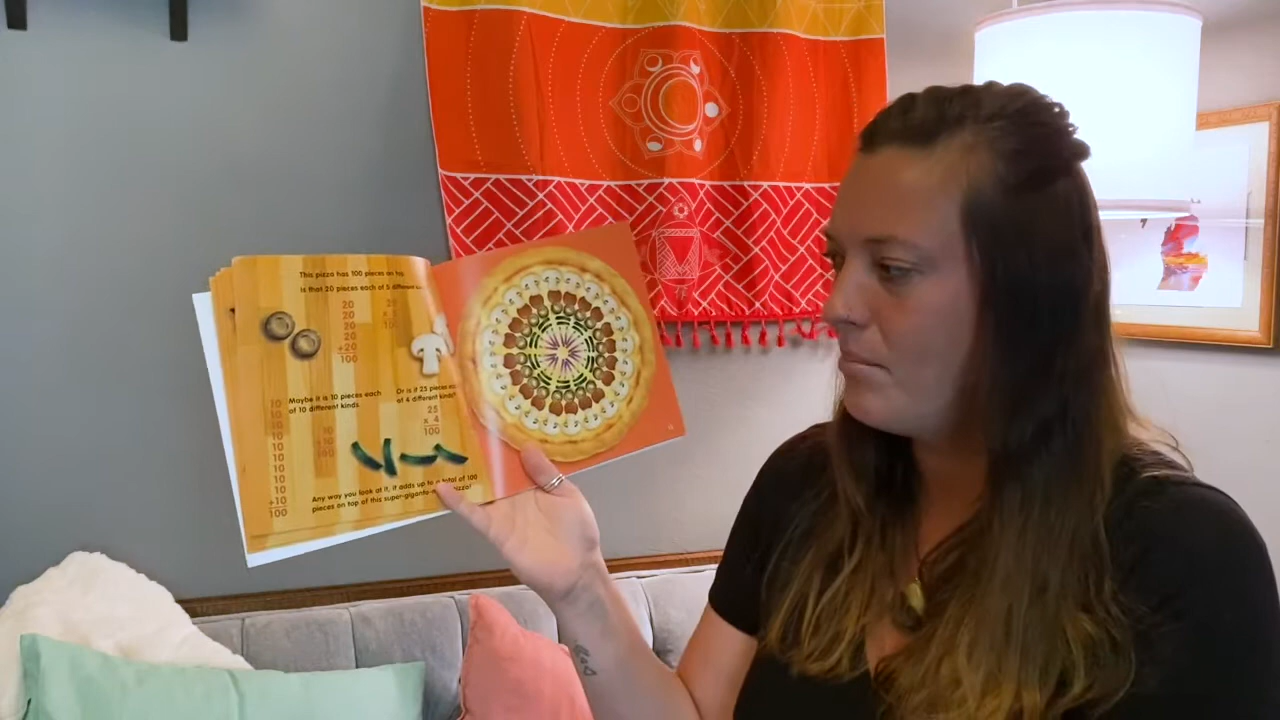 This pizza has 100 pieces on top.
Is that 20 pieces each of 5 different
20
20
20
20
+20
100
Maybe it is 10 pieces each
of 10 different kinds.
10
10
10
10
10
10
10
10
10
+10
100
Or is it 25 pieces
of 4 different kinds?
25
x 4
100
Any way you look at it, it adds up to a total of 100
pieces on top of this